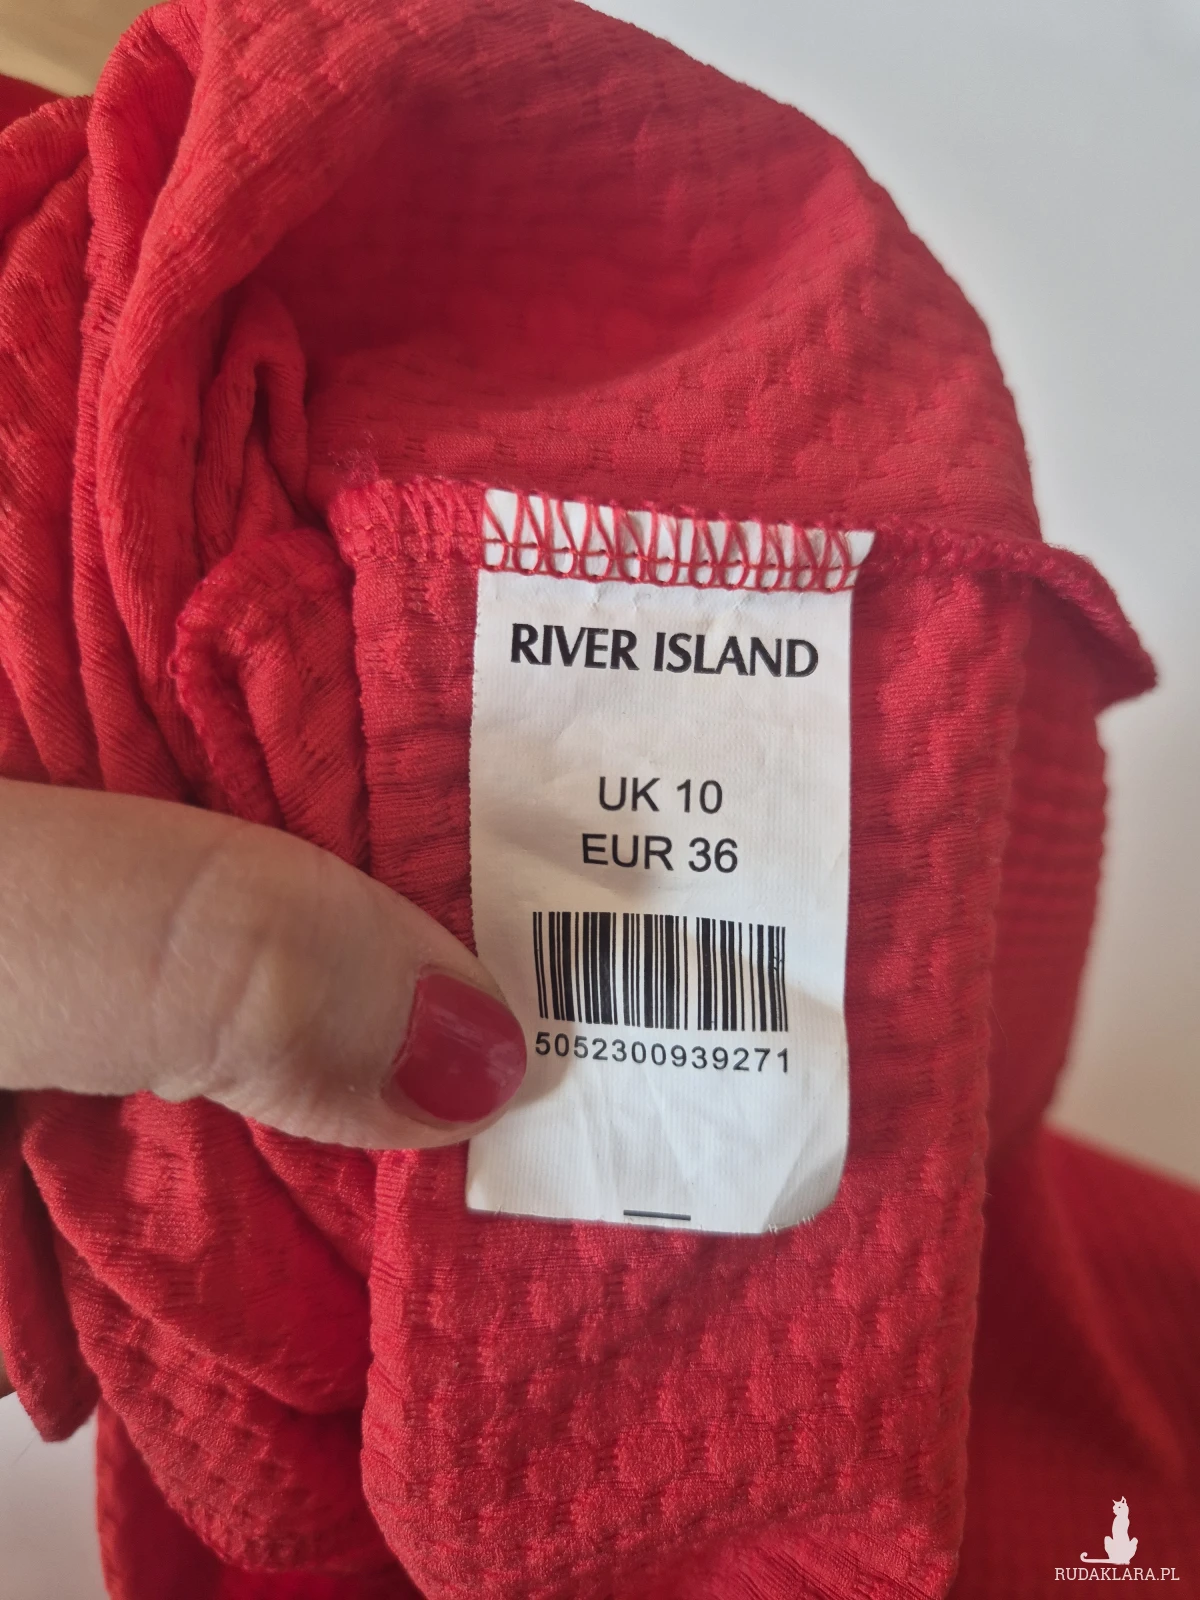 RIVER ISLAND
UK 10
EUR 36
5052300939271
RUDAKLARA.PL